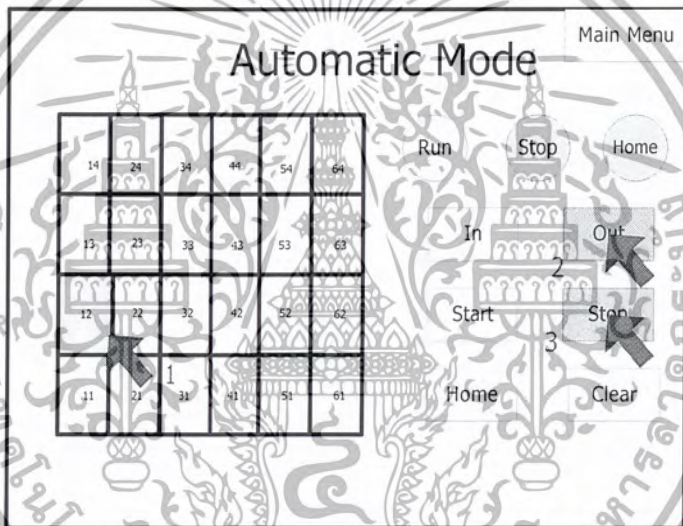 Main Menu
Automatic Mode
Run Stop Home
14 24 34 44 54 64
In Out
13 23 33 43 53 63
2
Start Stop
12 22 32 42 52 62
3
1
Home Clear
11 21 31 41 51 61